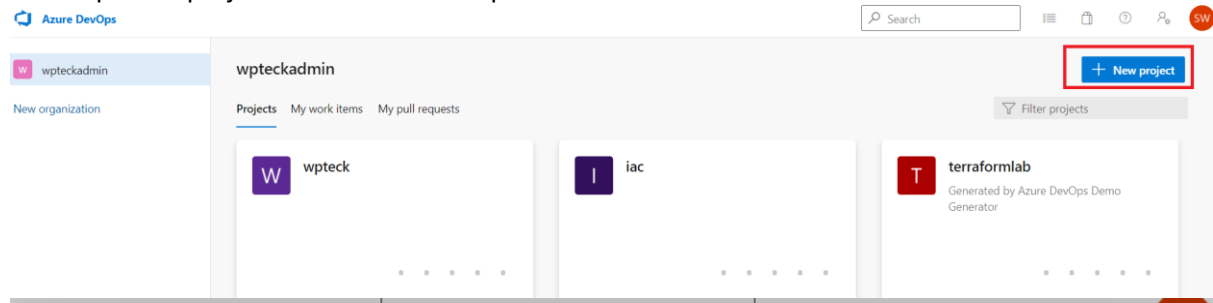 Azure DevOps
Search
SW
W wpteckadmin
New organization
wpteckadmin
+ New project
Projects My work items My pull requests
Filter projects
W wpteck
I iac
T terraformlab
Generated by Azure DevOps Demo
Generator